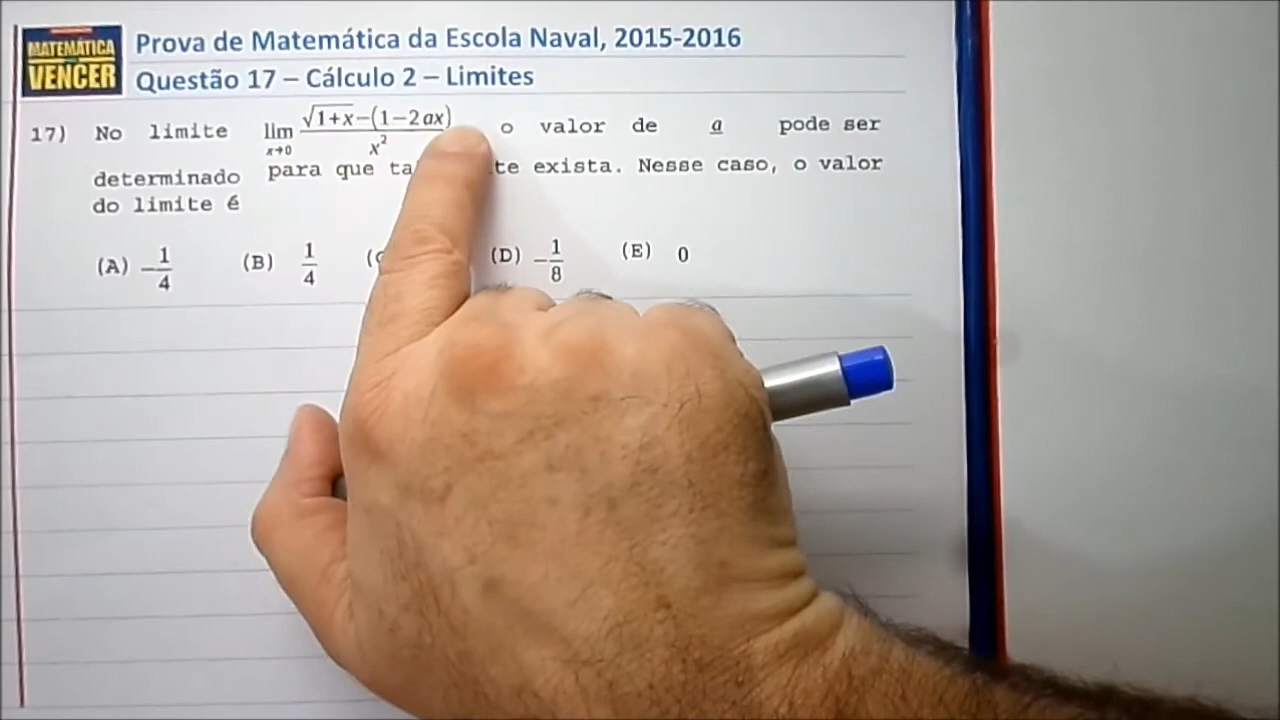 MATEMÁTICA
VENCER
Prova de Matemática da Escola Naval, 2015-2016
Questão 17 – Cálculo 2 – Limites
17) No limite lim x→0 √1+x−(1−2ax) / x² o valor de a pode ser
determinado para que exista. Nesse caso, o valor
do limite é
(A) −1/4 (B) 1/4 (D) −1/8 (E) 0